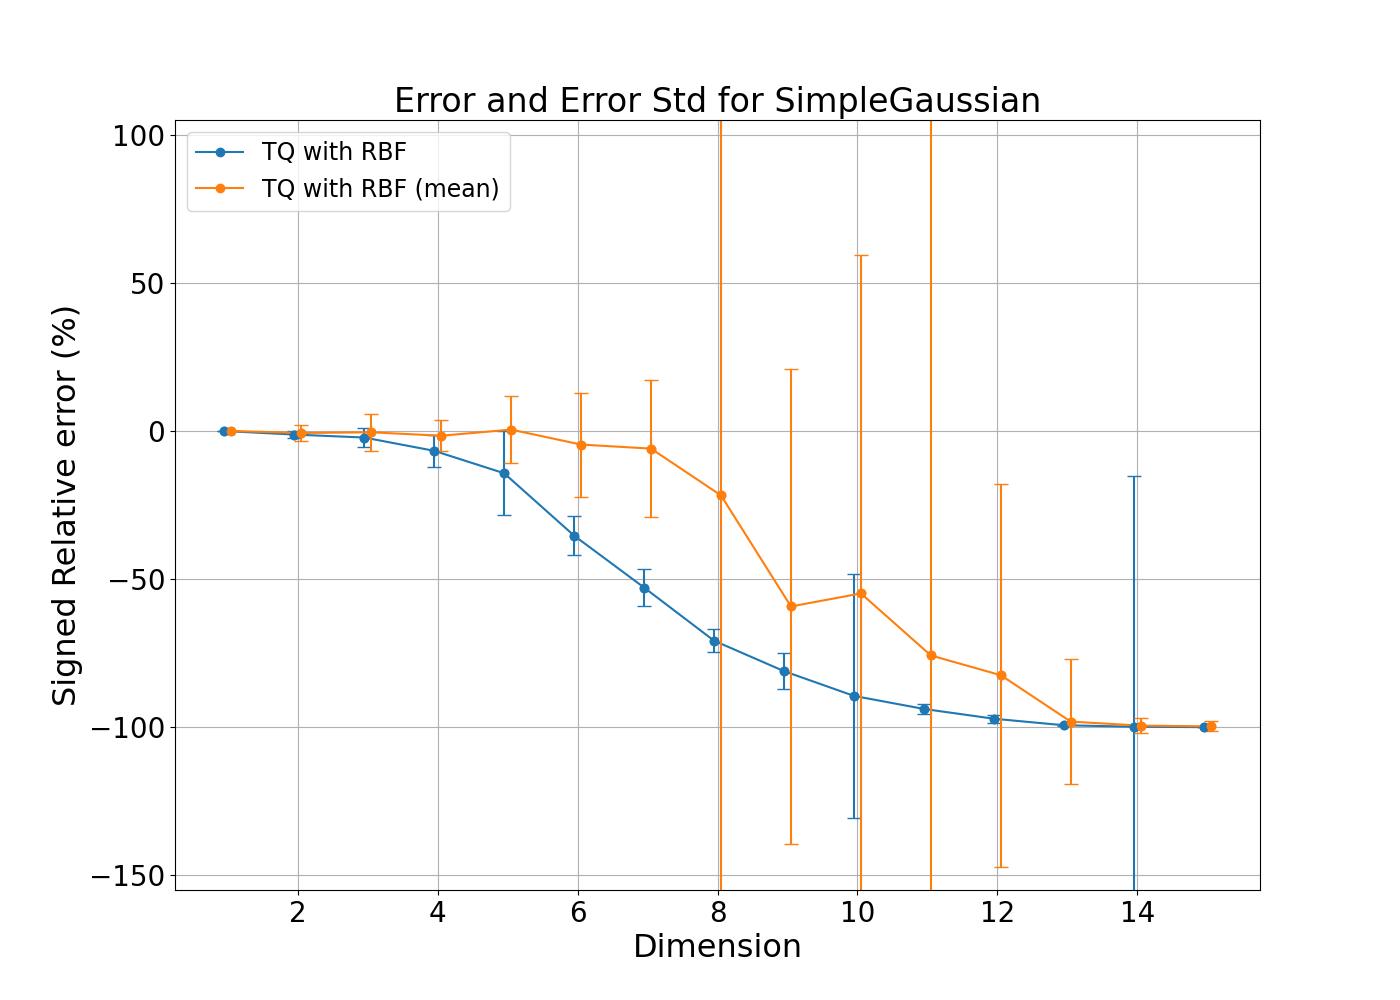 Error and Error Std for SimpleGaussian
TQ with RBF
TQ with RBF (mean)
Signed Relative error (%)
100
50
0
−50
−100
−150
2 4 6 8 10 12 14
Dimension